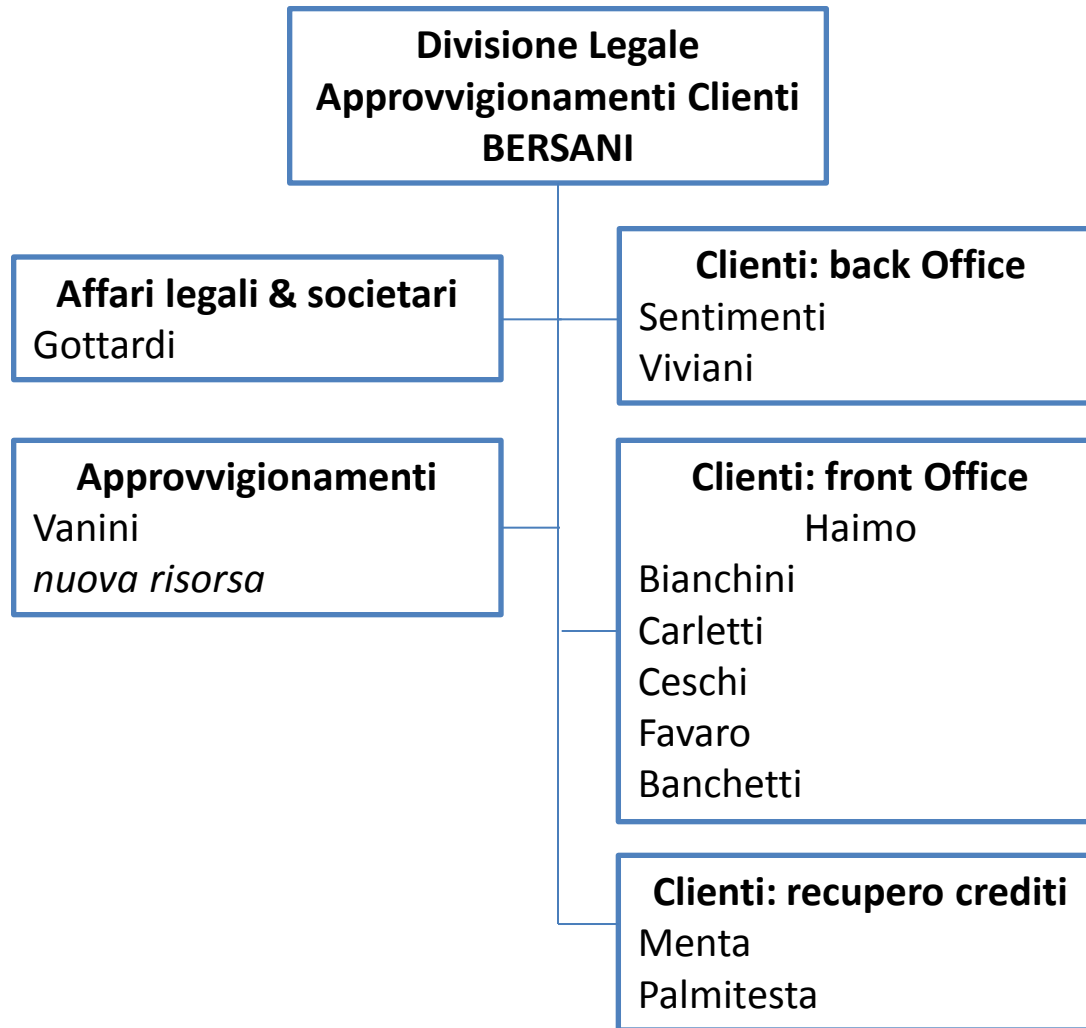 Divisione Legale
Approvvigionamenti Clienti
BERSANI
Affari legali & societari
Gottardi
Clienti: back Office
Sentimenti
Viviani
Approvvigionamenti
Vanini
nuova risorsa
Clienti: front Office
Haimo
Bianchini
Carletti
Ceschi
Favaro
Banchetti
Clienti: recupero crediti
Menta
Palmitesta